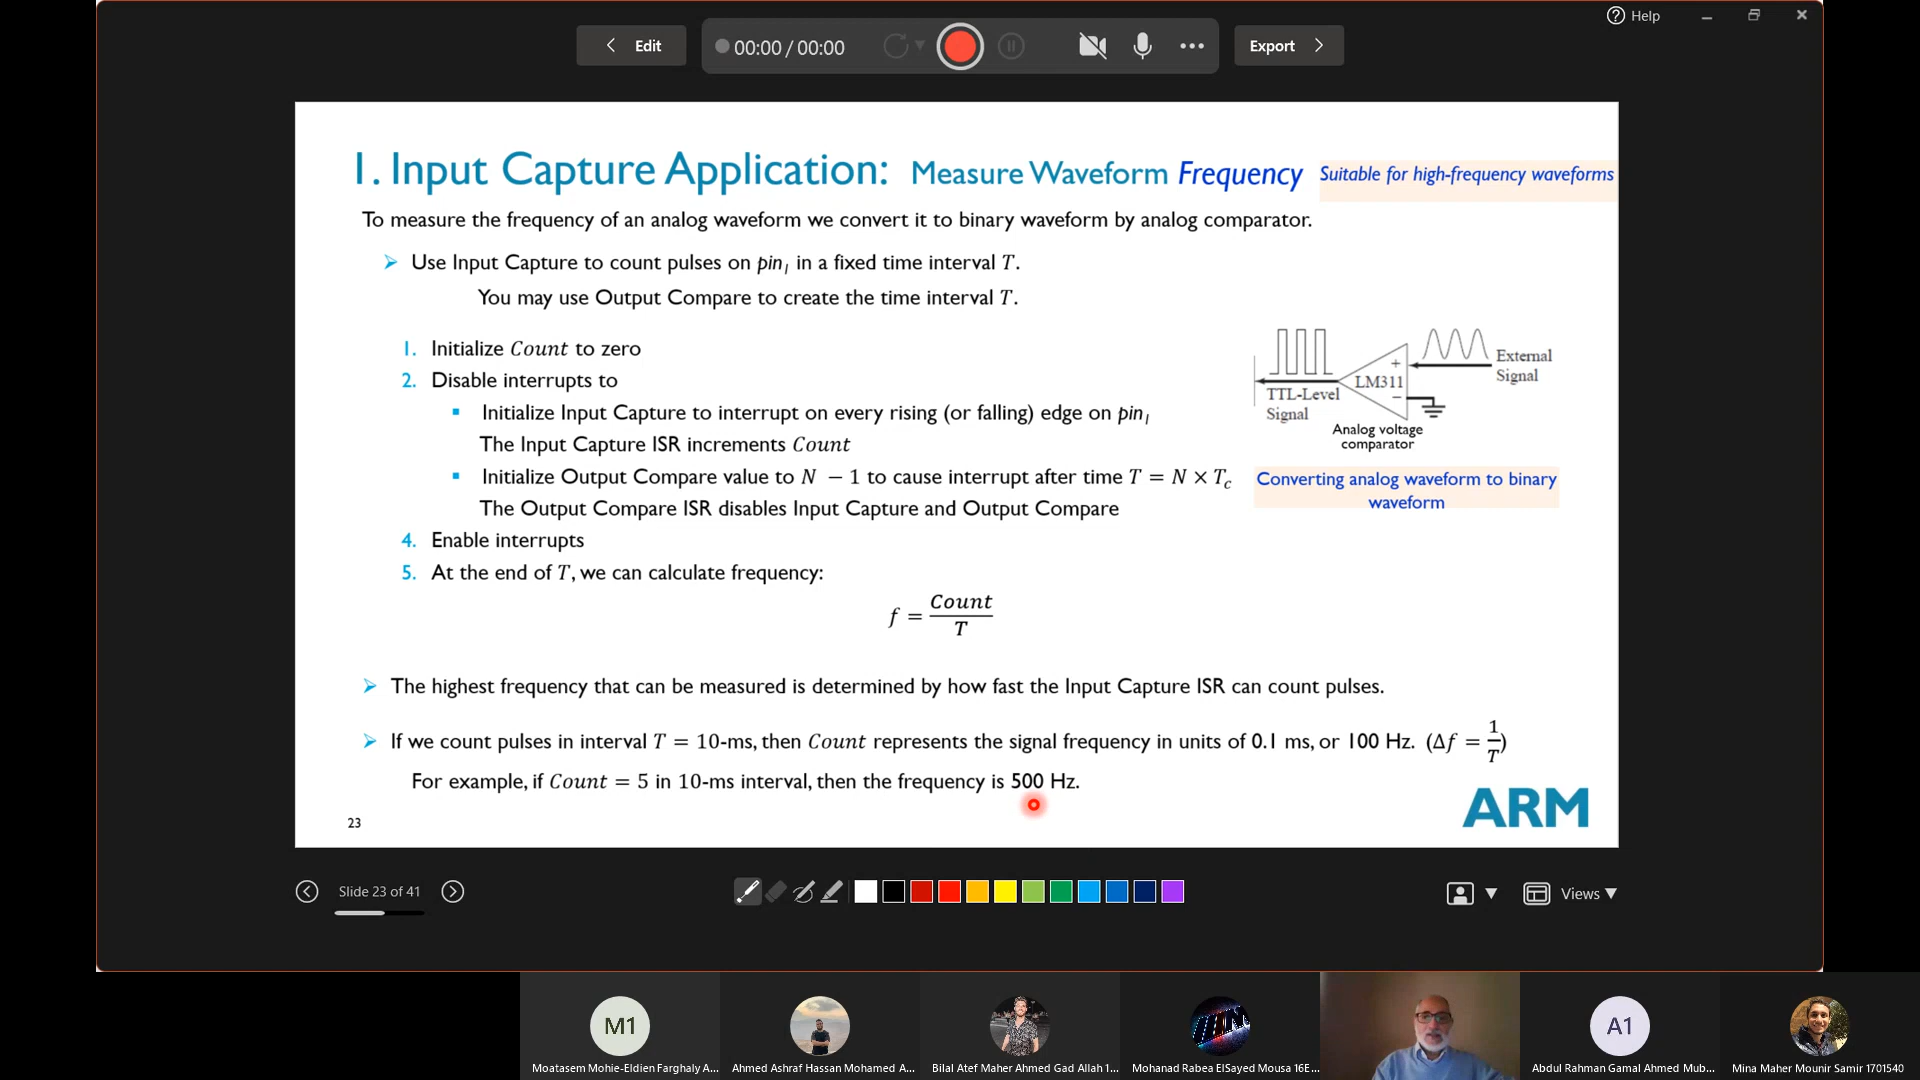 Help
Edit
00:00 / 00:00
Export
1. Input Capture Application: Measure Waveform Frequency
Suitable for high-frequency waveforms
To measure the frequency of an analog waveform we convert it to binary waveform by analog comparator.
➢ Use Input Capture to count pulses on pin_I in a fixed time interval T.
You may use Output Compare to create the time interval T.
1. Initialize Count to zero
2. Disable interrupts to
▪ Initialize Input Capture to interrupt on every rising (or falling) edge on pin_I
The Input Capture ISR increments Count
▪ Initialize Output Compare value to N − 1 to cause interrupt after time T = N × T_c
The Output Compare ISR disables Input Capture and Output Compare
4. Enable interrupts
5. At the end of T, we can calculate frequency:
f = Count / T
+
External
Signal
LM311
−
TTL-Level
Signal
Analog voltage
comparator
Converting analog waveform to binary
waveform
➢ The highest frequency that can be measured is determined by how fast the Input Capture ISR can count pulses.
➢ If we count pulses in interval T = 10-ms, then Count represents the signal frequency in units of 0.1 ms, or 100 Hz. (Δf = 1/T)
For example, if Count = 5 in 10-ms interval, then the frequency is 500 Hz.
ARM
23
Slide 23 of 41
Views
M1
A1
Moatasem Mohie-Eldien Farghaly A...
Ahmed Ashraf Hassan Mohamed A...
Bilal Atef Maher Ahmed Gad Allah 1...
Mohanad Rabea ElSayed Mousa 16E...
Abdul Rahman Gamal Ahmed Mub...
Mina Maher Mounir Samir 1701540